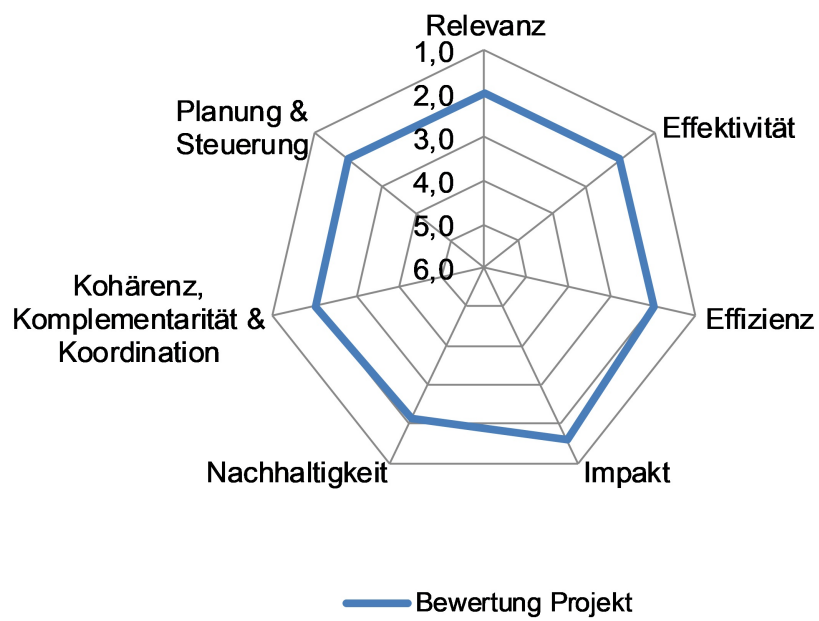 Relevanz
1,0
2,0
3,0
4,0
5,0
6,0
Effektivität
Effizienz
Impakt
Nachhaltigkeit
Kohärenz,
Komplementarität &
Koordination
Planung &
Steuerung
Bewertung Projekt